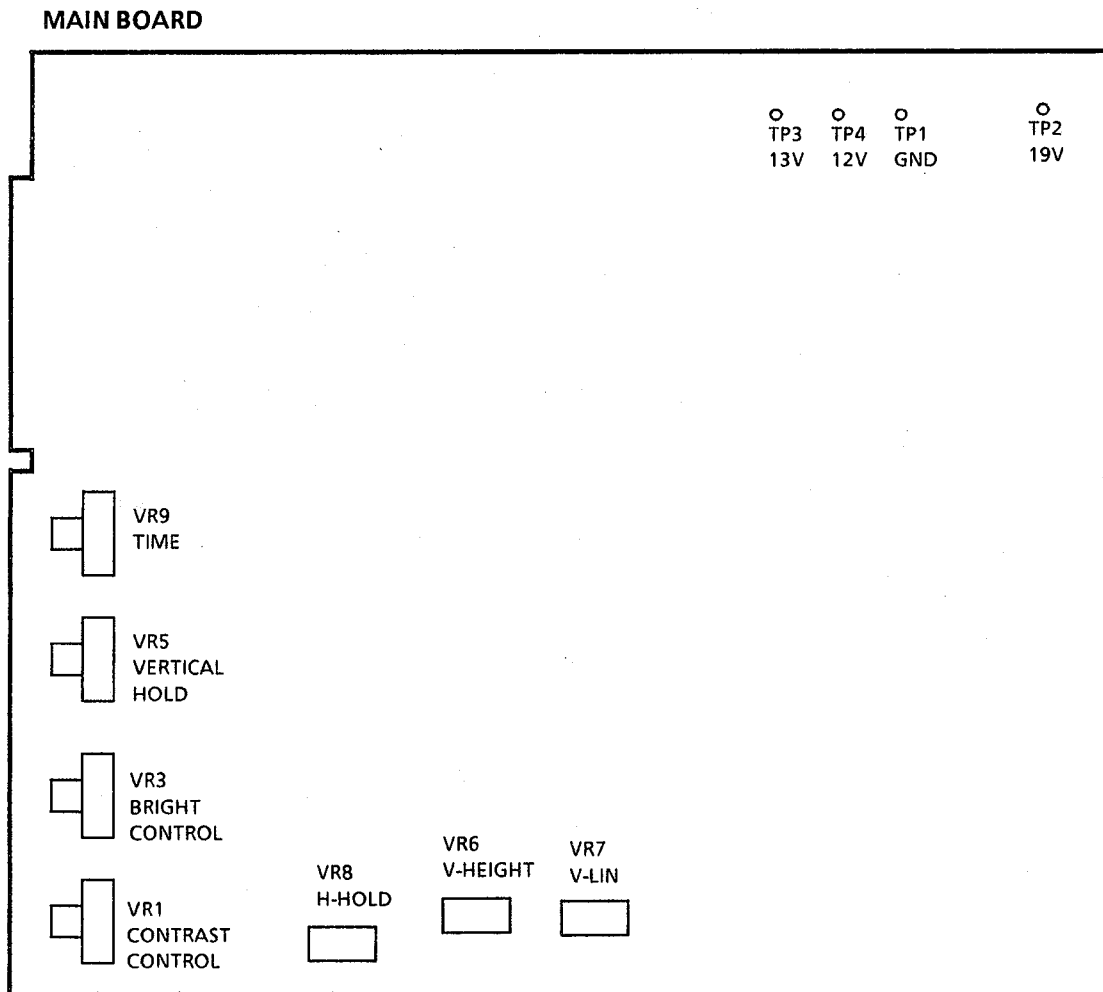 MAIN BOARD
TP3
13V
TP4
12V
TP1
GND
TP2
19V
VR9
TIME
VR5
VERTICAL
HOLD
VR3
BRIGHT
CONTROL
VR1
CONTRAST
CONTROL
VR8
H-HOLD
VR6
V-HEIGHT
VR7
V-LIN